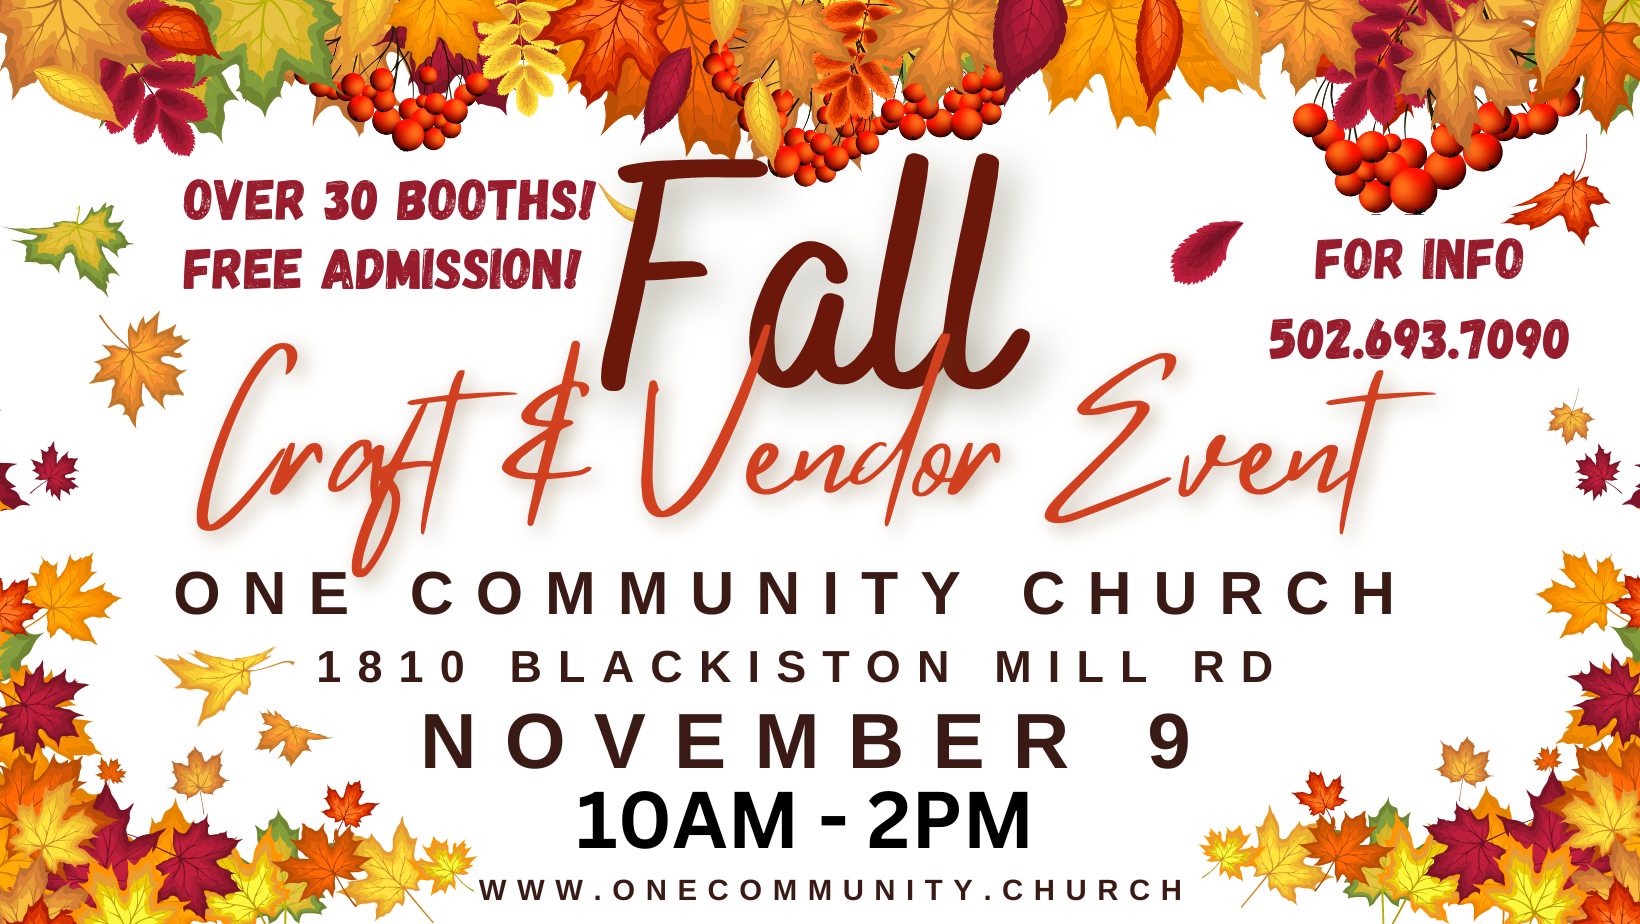 OVER 30 BOOTHS!
FREE ADMISSION!
Fall
FOR INFO
502.693.7090
Craft & Vendor Event
ONE COMMUNITY CHURCH
1810 BLACKISTON MILL RD
NOVEMBER 9
10AM - 2PM
WWW.ONECOMMUNITY.CHURCH